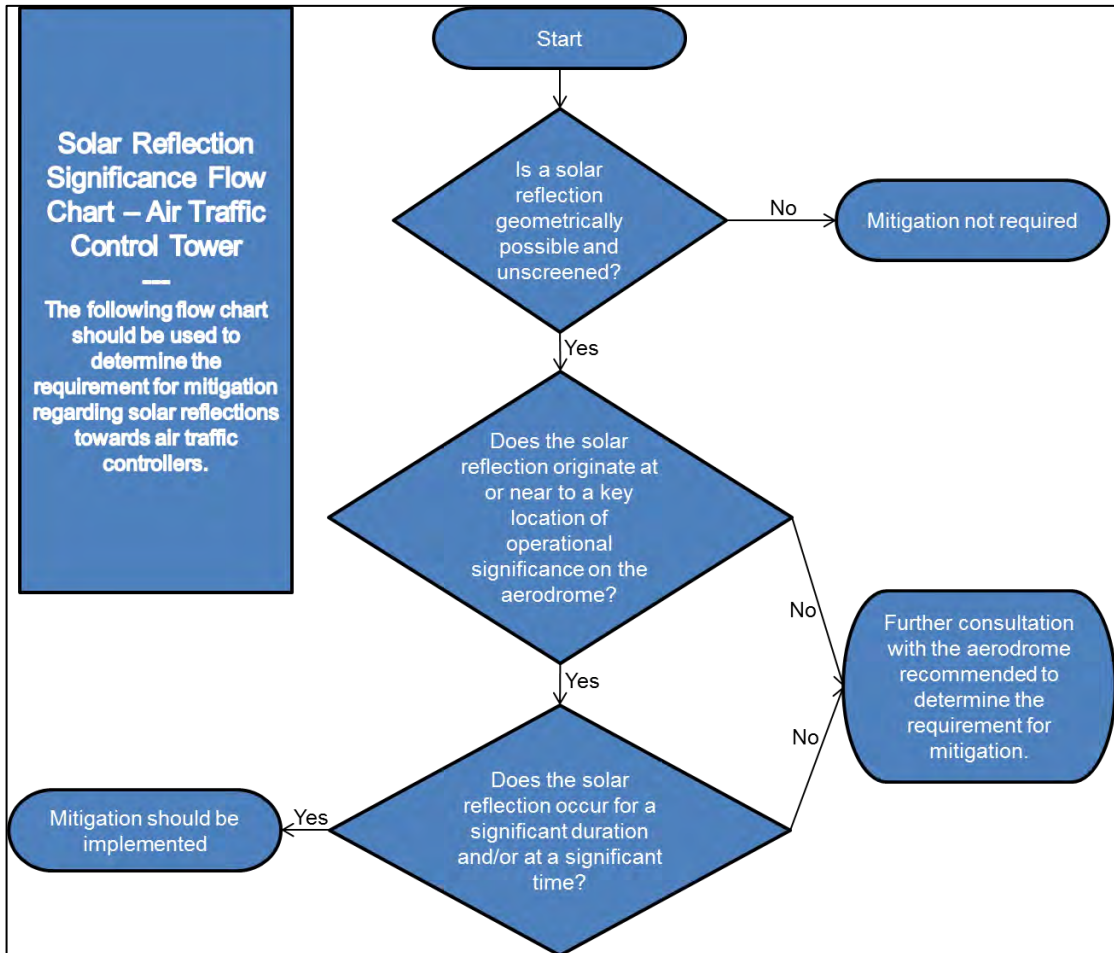 Solar Reflection
Significance Flow
Chart – Air Traffic
Control Tower
---
The following flow chart
should be used to
determine the
requirement for mitigation
regarding solar reflections
towards air traffic
controllers.
Start
Is a solar
reflection
geometrically
possible and
unscreened?
No
Mitigation not required
Yes
Does the solar
reflection originate at
or near to a key
location of
operational
significance on the
aerodrome?
No
Further consultation
with the aerodrome
recommended to
determine the
requirement for
mitigation.
Yes
No
Does the solar
reflection occur for a
significant duration
and/or at a significant
time?
Yes
Mitigation should be
implemented